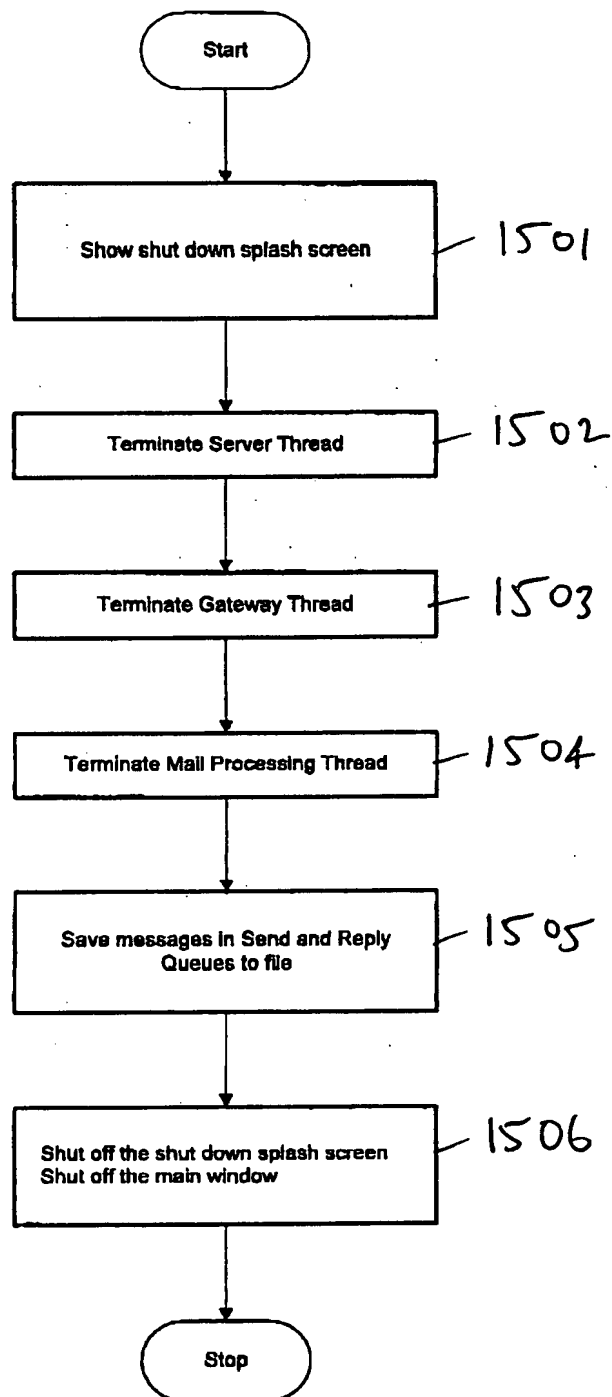 Start
Show shut down splash screen
1501
Terminate Server Thread
1502
Terminate Gateway Thread
1503
Terminate Mail Processing Thread
1504
Save messages in Send and Reply
Queues to file
1505
Shut off the shut down splash screen
Shut off the main window
1506
Stop